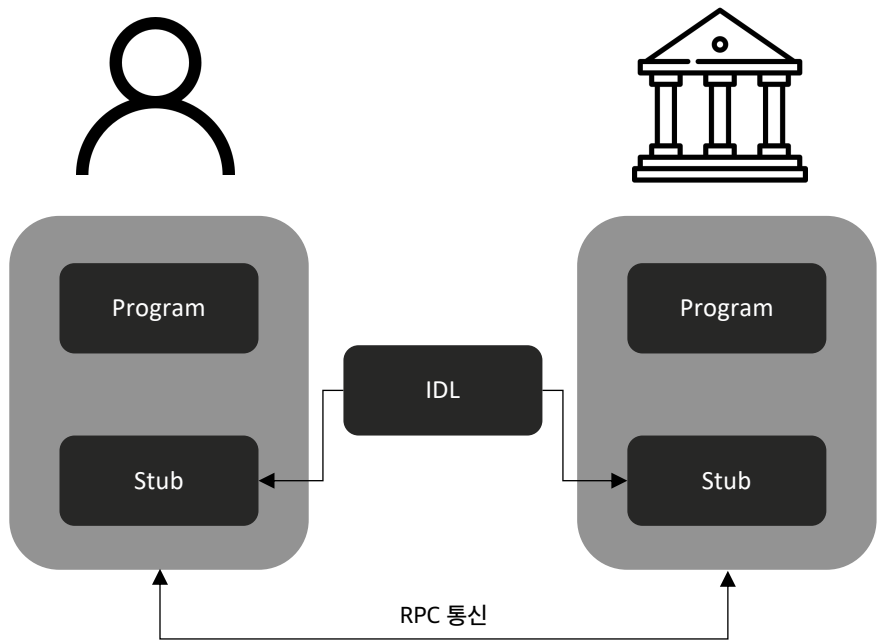 Program
Program
IDL
Stub
Stub
RPC 통신